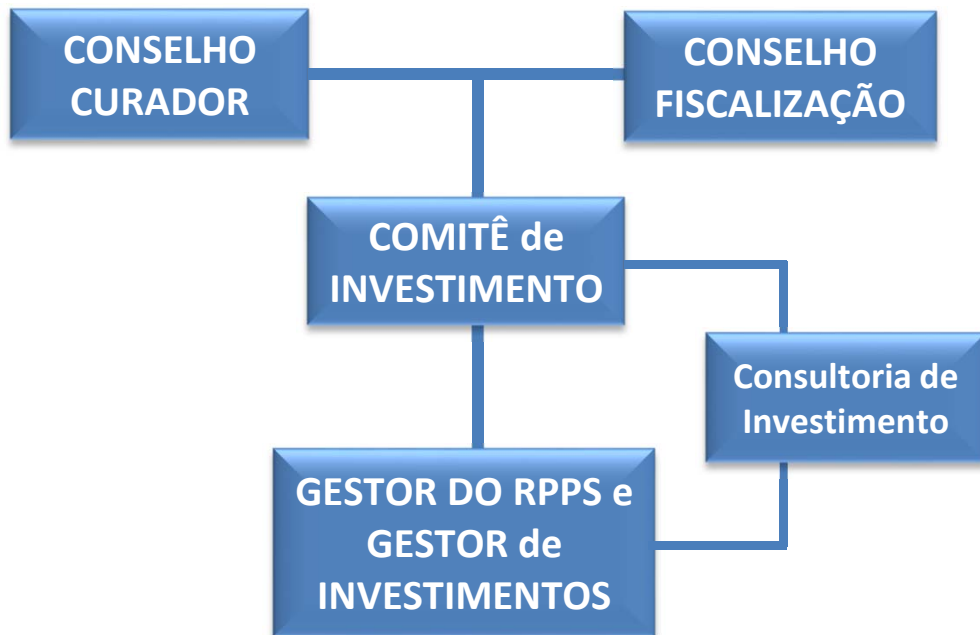 CONSELHO
CURADOR
CONSELHO
FISCALIZAÇÃO
COMITÊ de
INVESTIMENTO
Consultoria de
Investimento
GESTOR DO RPPS e
GESTOR de
INVESTIMENTOS